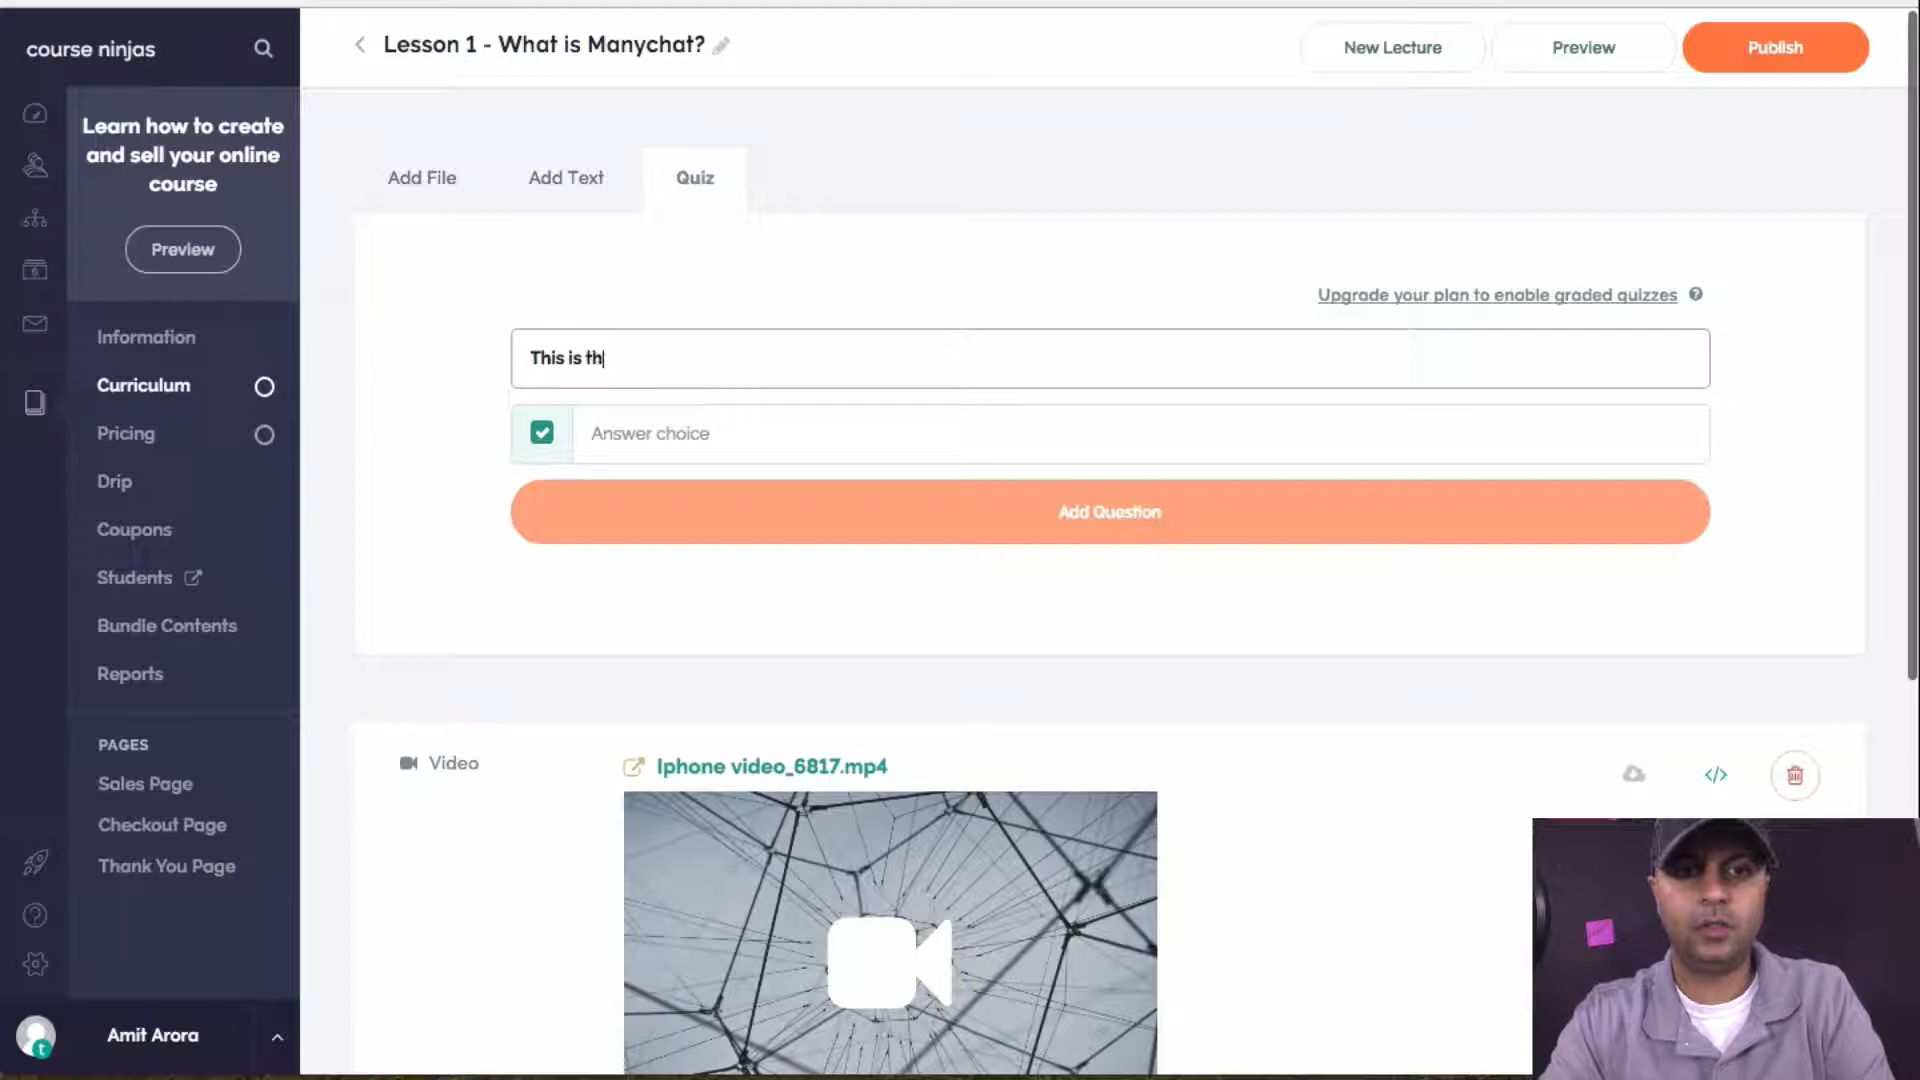 course ninjas
Lesson 1 - What is Manychat?
New Lecture
Preview
Publish
Learn how to create
and sell your online
course
Preview
Information
Curriculum
Pricing
Drip
Coupons
Students
Bundle Contents
Reports
PAGES
Sales Page
Checkout Page
Thank You Page
Amit Arora
Add File
Add Text
Quiz
Upgrade your plan to enable graded quizzes
This is th
Answer choice
Add Question
Video
Iphone video_6817.mp4